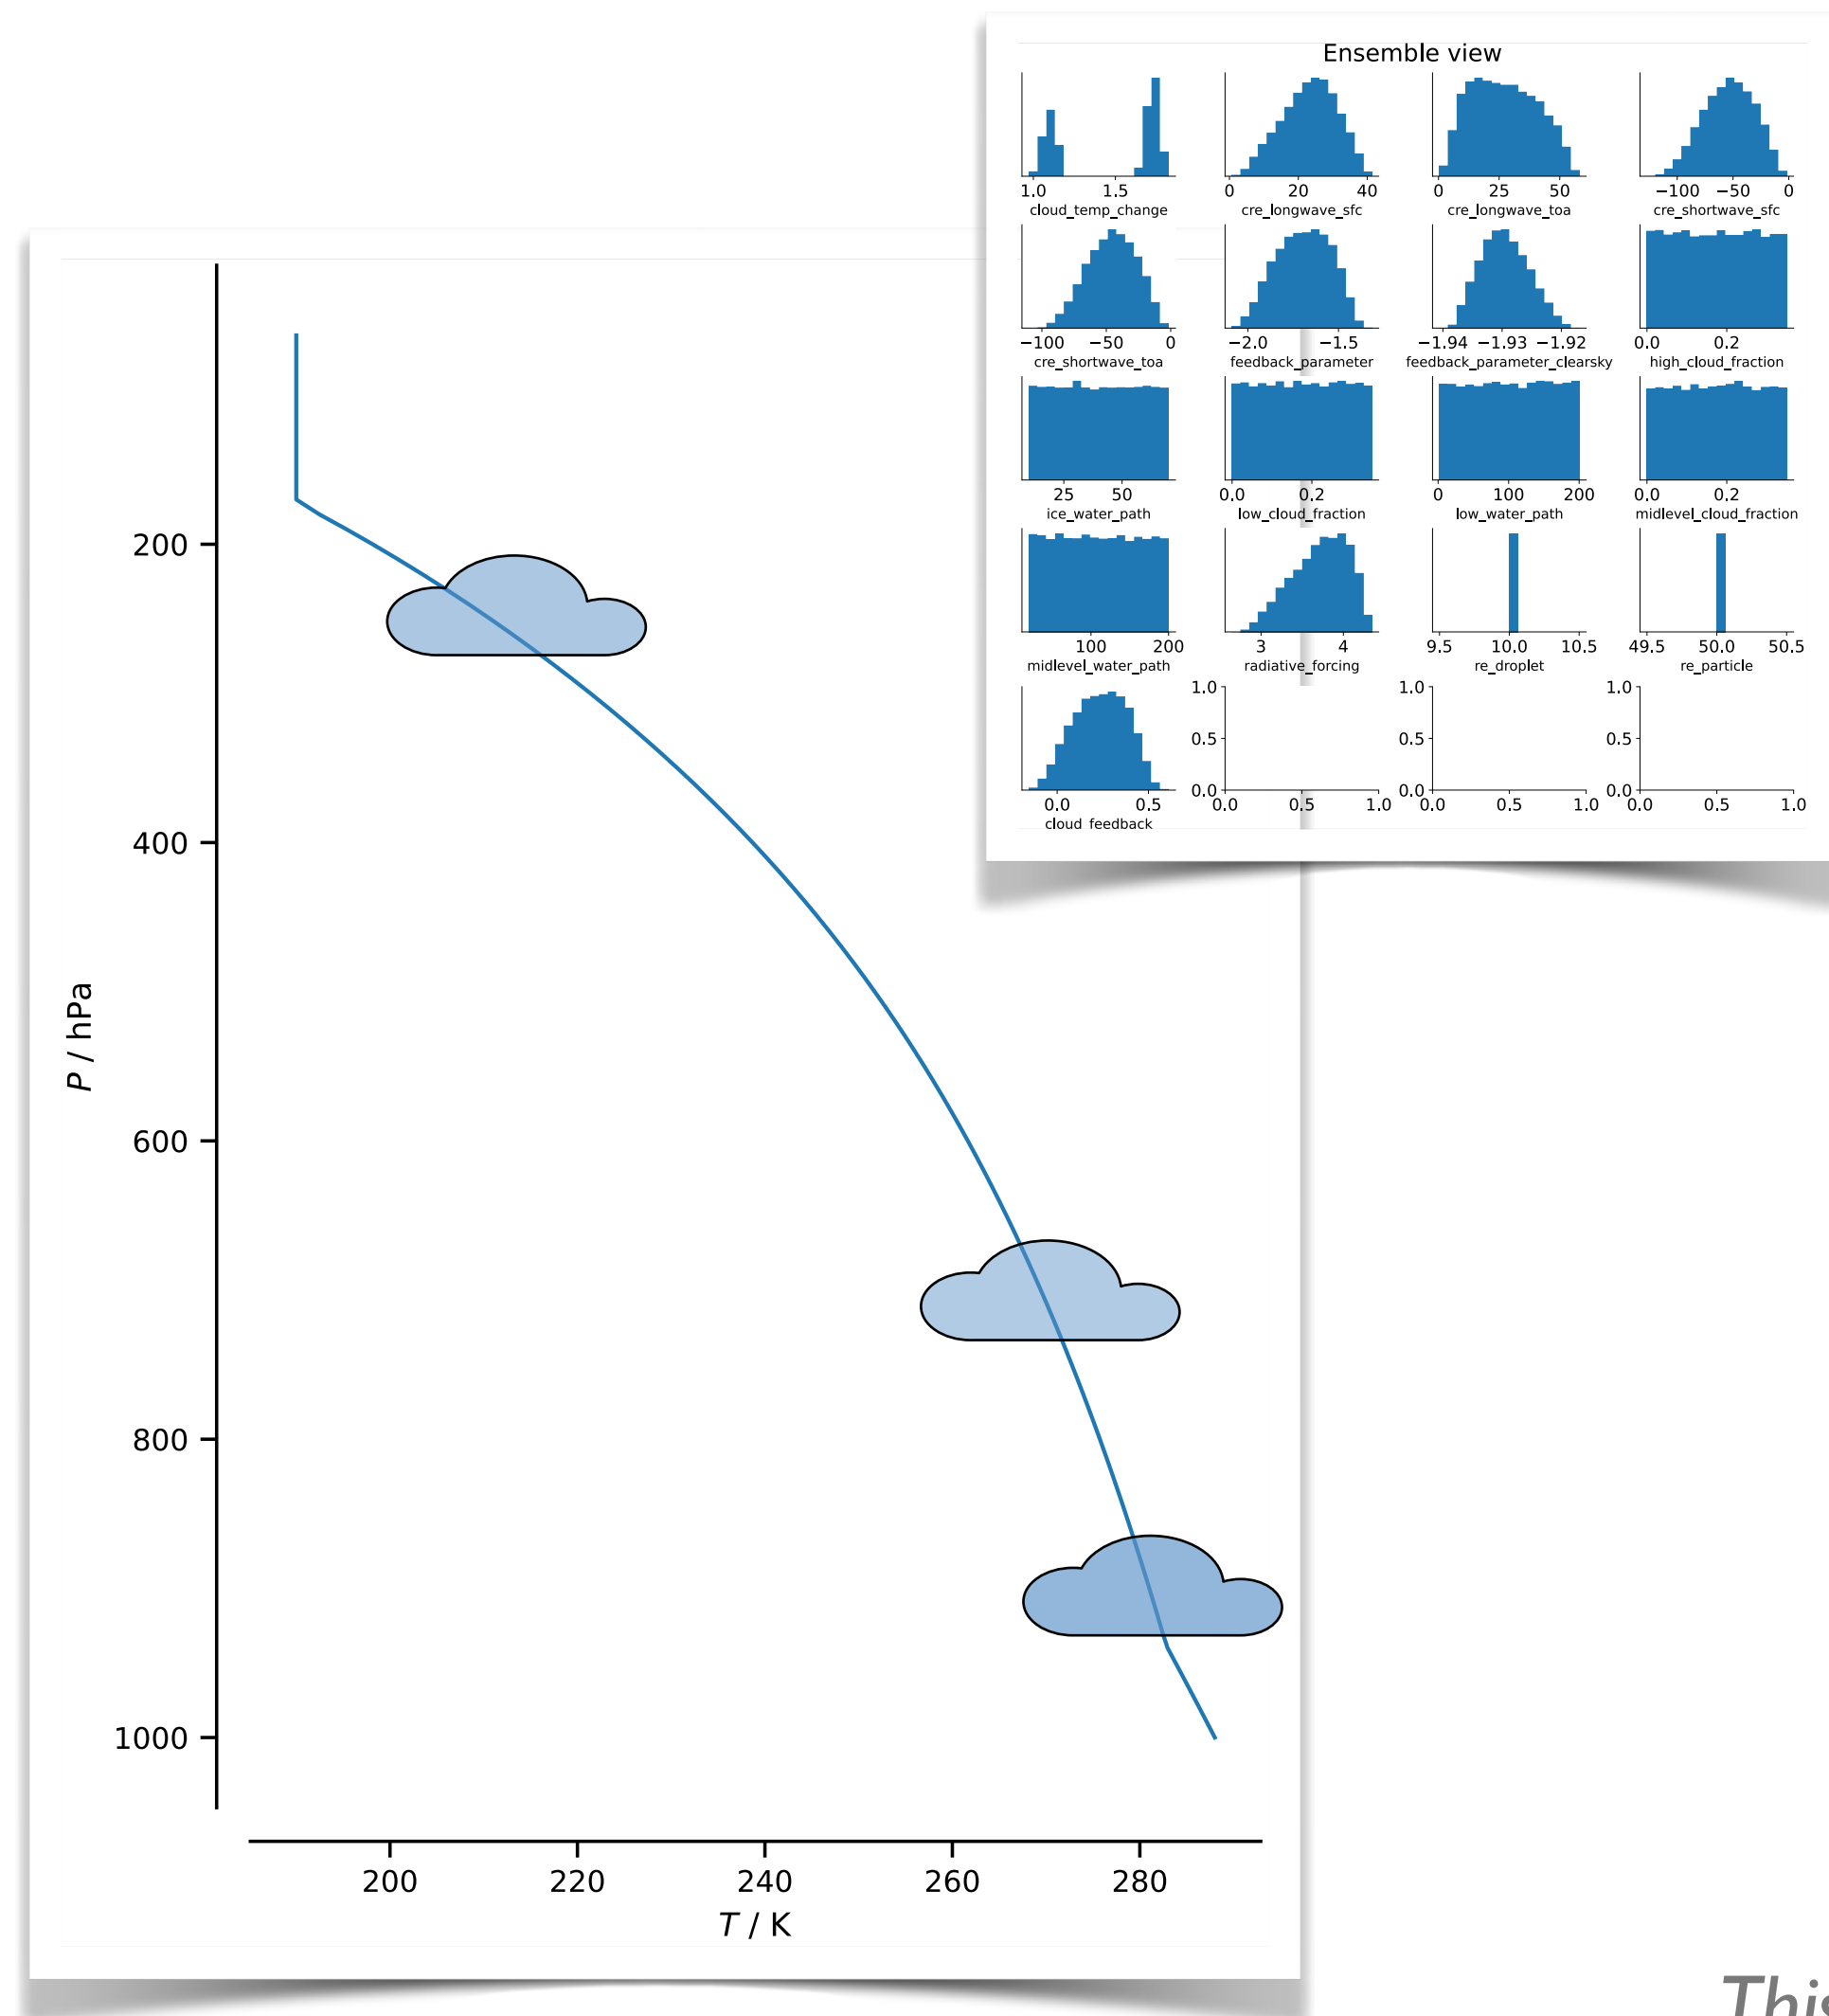 Ensemble view
1.0 1.5
cloud_temp_change
0 20 40
cre_longwave_sfc
0 25 50
cre_longwave_toa
−100 −50 0
cre_shortwave_sfc
−100 −50 0
cre_shortwave_toa
−2.0 −1.5
feedback_parameter
−1.94 −1.93 −1.92
feedback_parameter_clearsky
0.0 0.2
high_cloud_fraction
25 50
ice_water_path
0.0 0.2
low_cloud_fraction
0 100 200
low_water_path
0.0 0.2
midlevel_cloud_fraction
100 200
midlevel_water_path
3 4
radiative_forcing
9.5 10.0 10.5
re_droplet
49.5 50.0 50.5
re_particle
0.0 0.5
cloud_feedback
1.0
0.5
0.0
0.0 0.5 1.0
1.0
0.5
0.0
0.0 0.5 1.0
1.0
0.5
0.0
0.0 0.5 1.0
200
400
600
800
1000
P / hPa
200 220 240 260 280
T / K
This